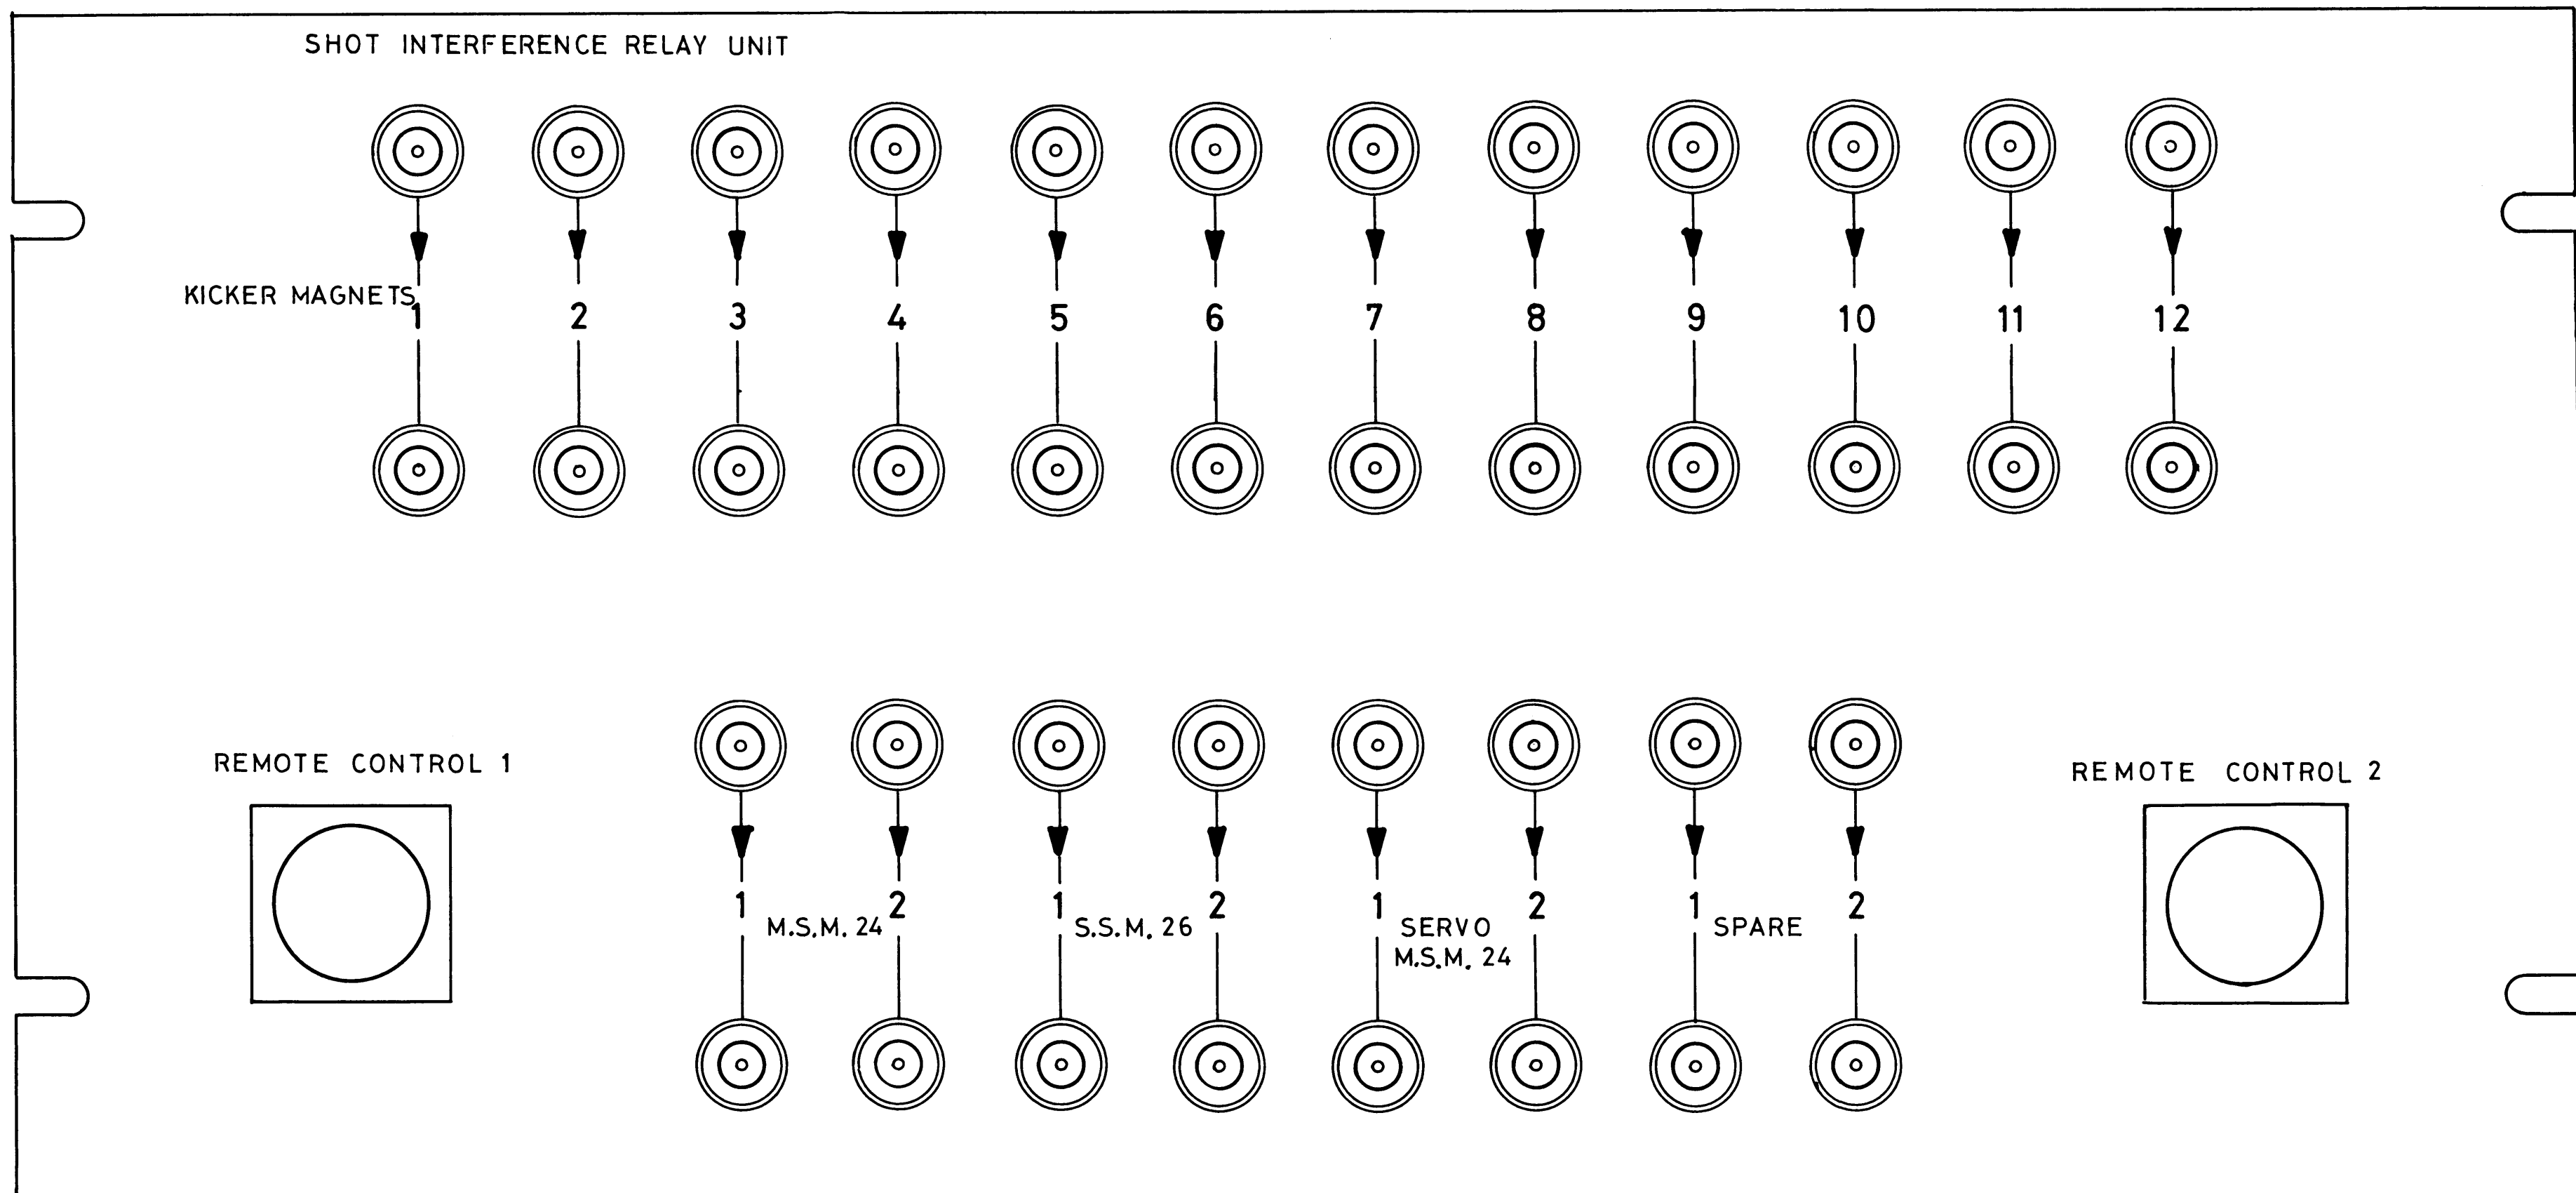 SHOT INTERFERENCE RELAY UNIT
KICKER MAGNETS 1 2 3 4 5 6 7 8 9 10 11 12
REMOTE CONTROL 1
REMOTE CONTROL 2
1 2 1 2 1 2 1 2
M.S.M. 24 S.S.M. 26 SERVO SPARE
M.S.M. 24